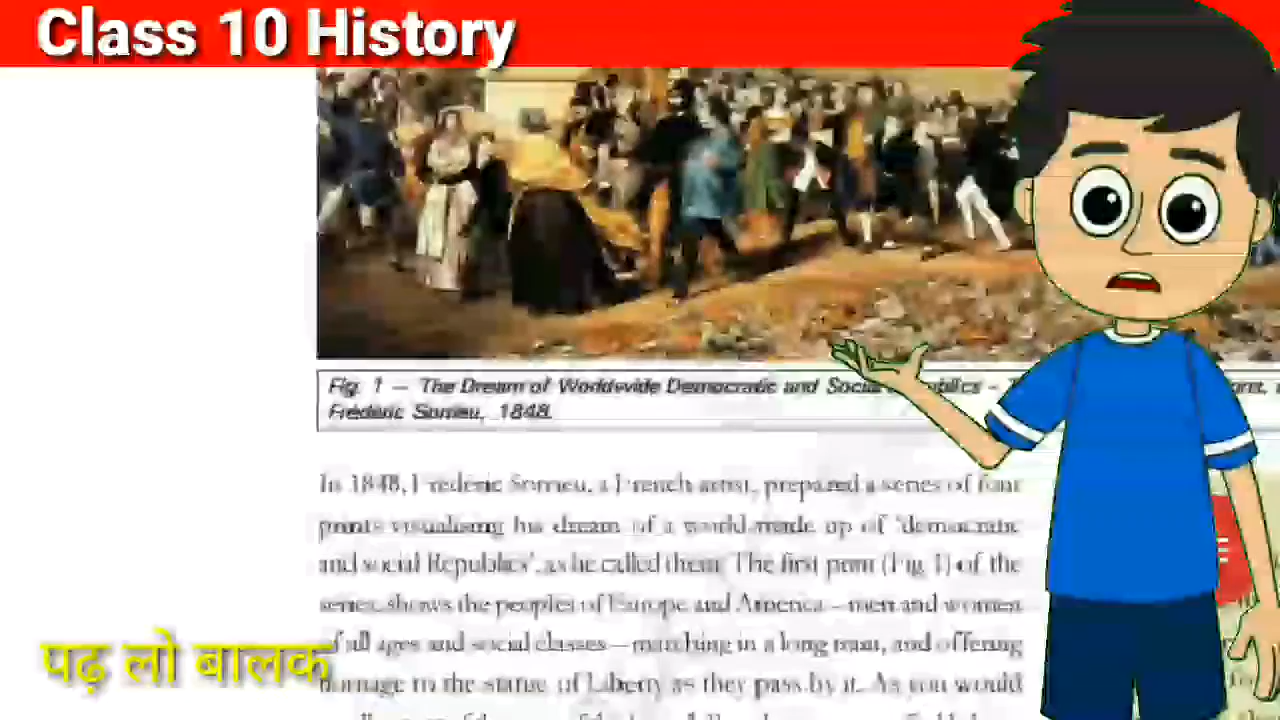 Class 10 History
Fig. 1 — The Dream of Worldwide Democratic and Social
Frédéric Sorrieu, 1848.
In 1848, Frédéric Sorrieu, a French artist, prepared a series of four
prints visualising his dream of a world made up of 'democratic
and social Republics', as he called them. The first print (Fig. 1) of the
series, shows the peoples of Europe and America – men and women
of all ages and social classes – marching in a long train, and offering
homage to the statue of Liberty as they pass by it. As you would
पढ़ लो बालक